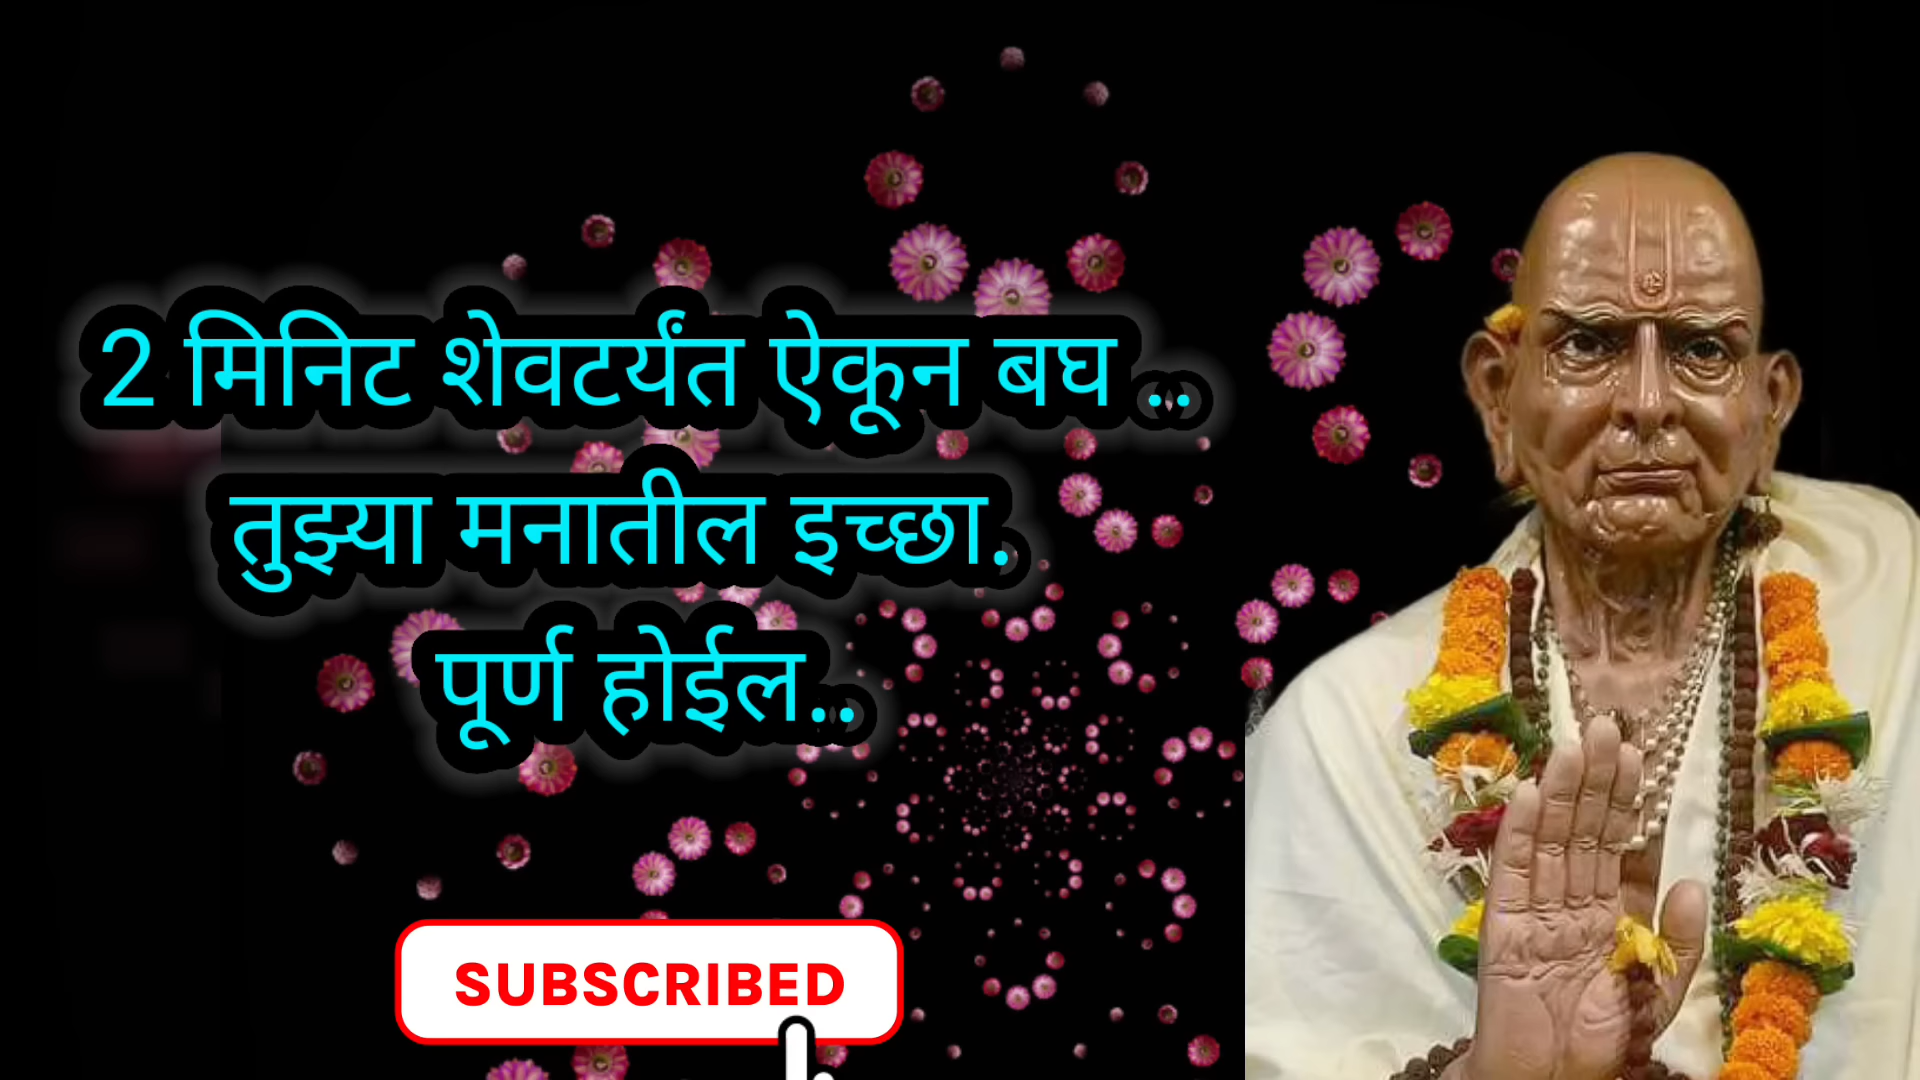 2 मिनिट शेवटर्यंत ऐकून बघ ..
तुझ्या मनातील इच्छा.
पूर्ण होईल..
SUBSCRIBED